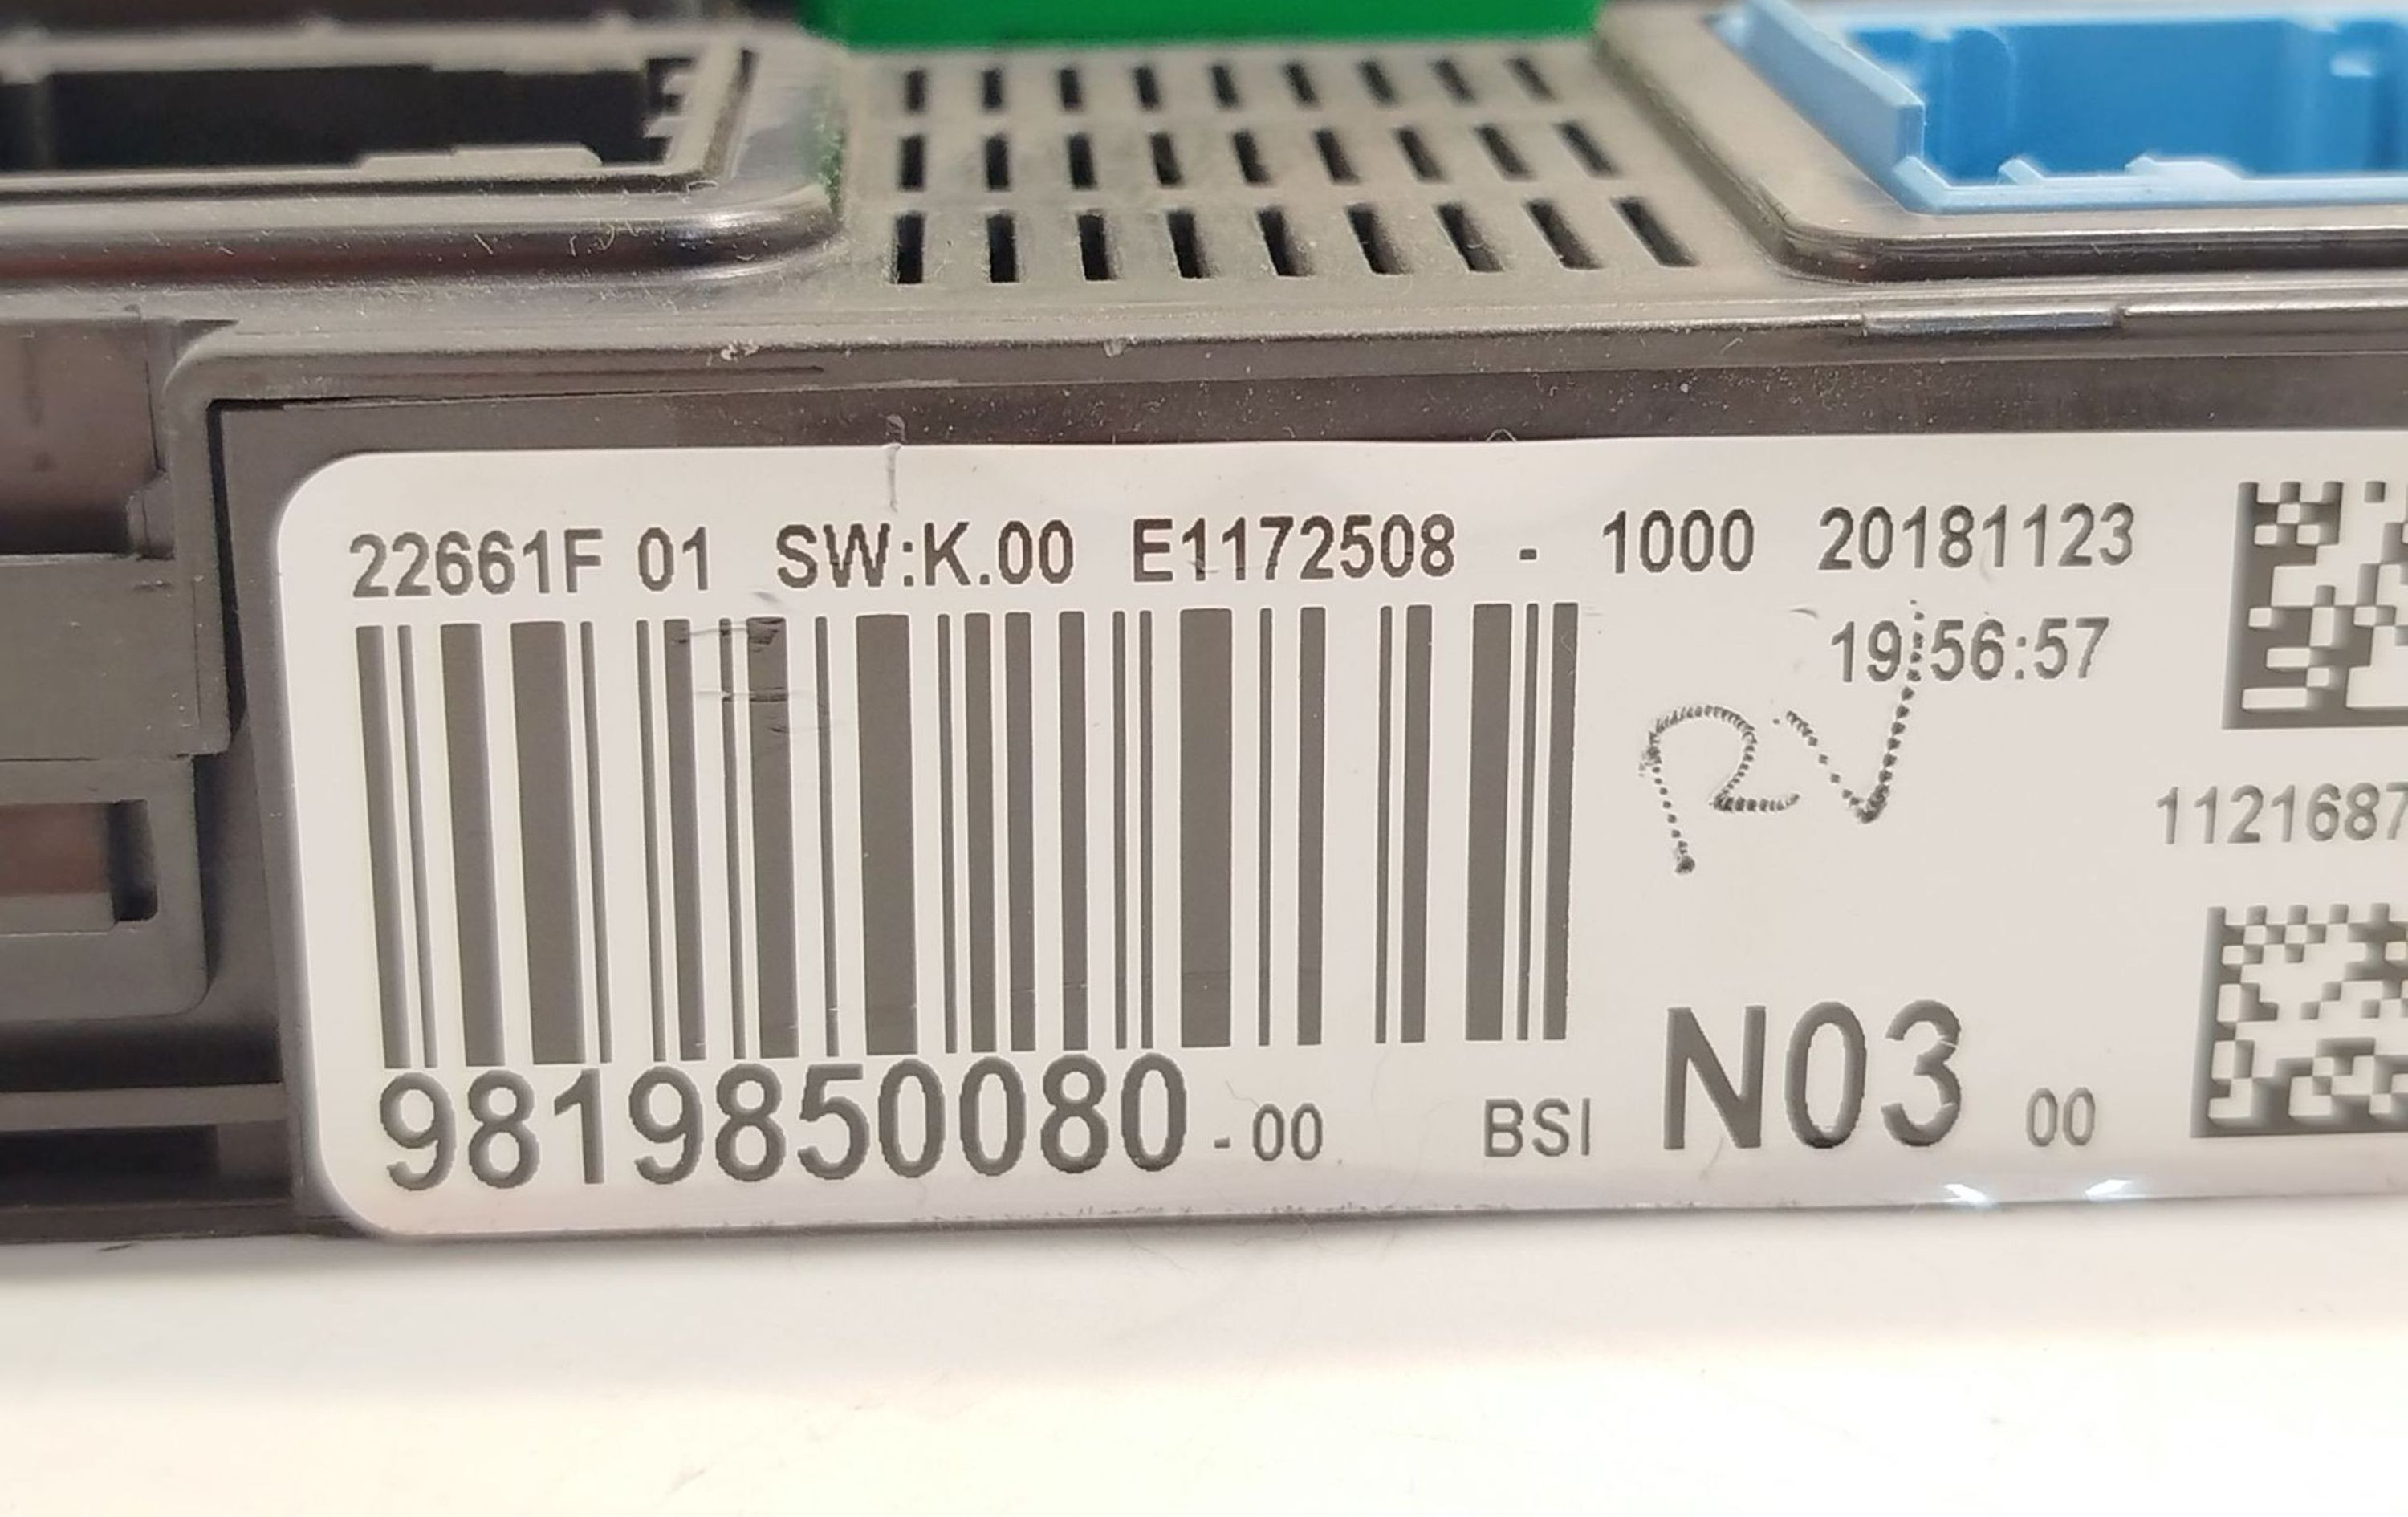 22661F 01 SW:K.00 E1172508 - 1000 20181123
19:56:57
RV
1121687
9819850080 - 00 BSI N03 00